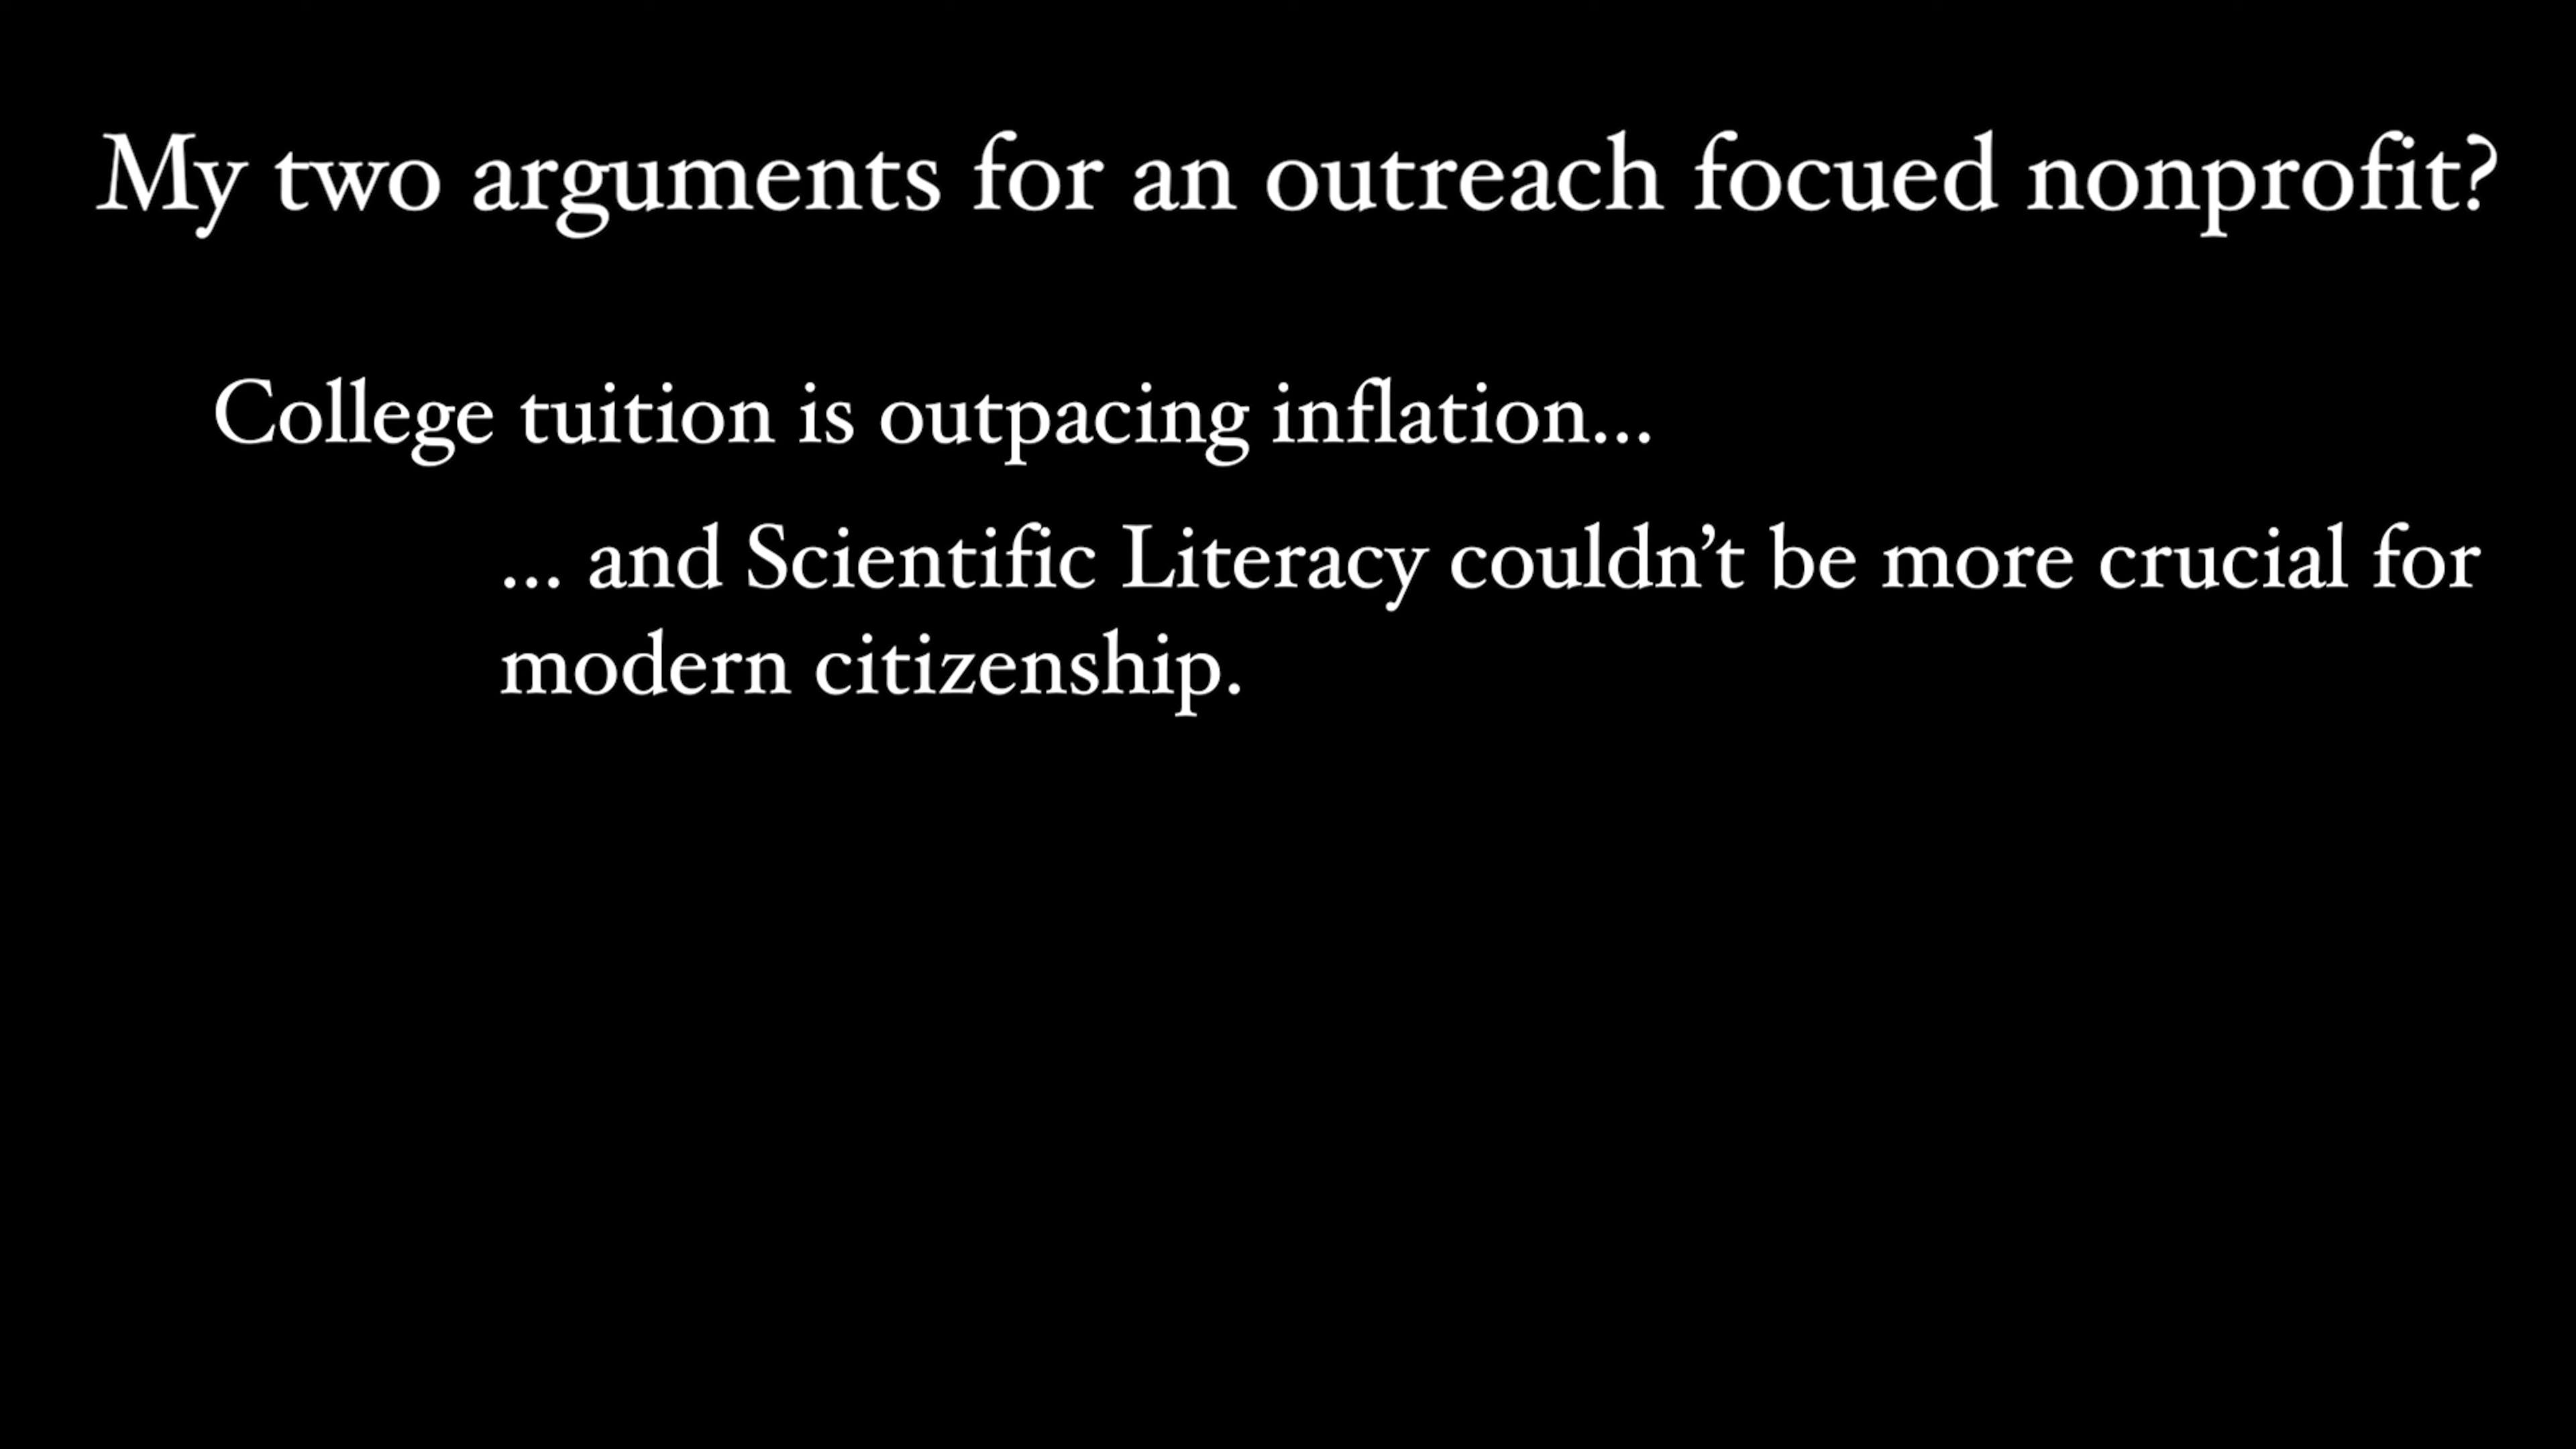 My two arguments for an outreach focued nonprofit?
College tuition is outpacing inflation...
... and Scientific Literacy couldn’t be more crucial for
modern citizenship.